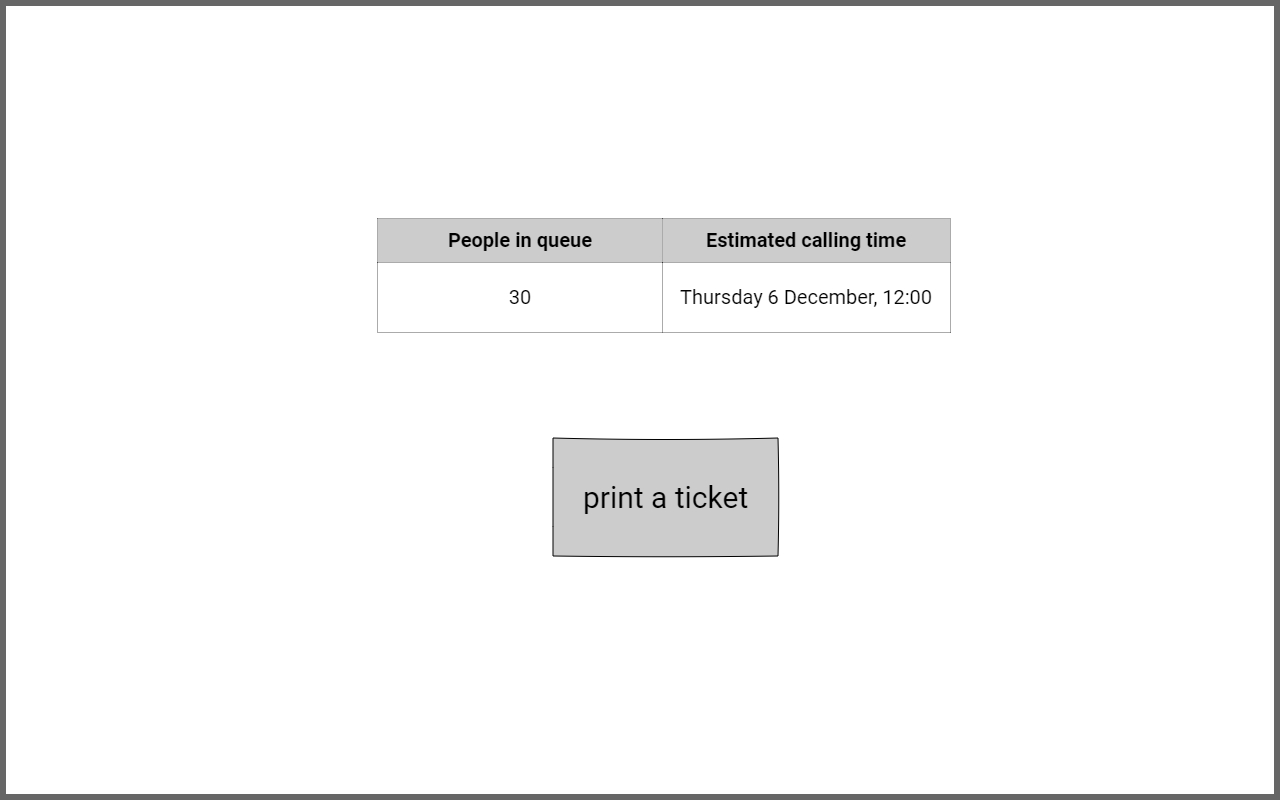 People in queue Estimated calling time
30 Thursday 6 December, 12:00
print a ticket